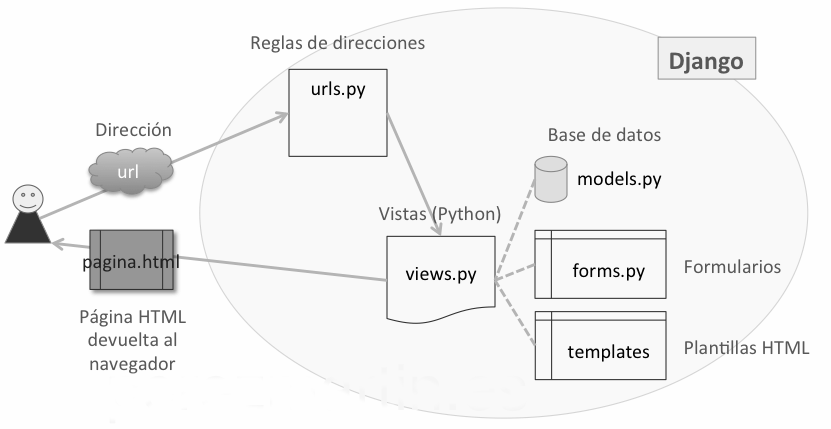 Reglas de direcciones
Django
urls.py
Dirección
url
Base de datos
models.py
Vistas (Python)
views.py
pagina.html
forms.py
Formularios
Página HTML
devuelta al
navegador
templates
Plantillas HTML